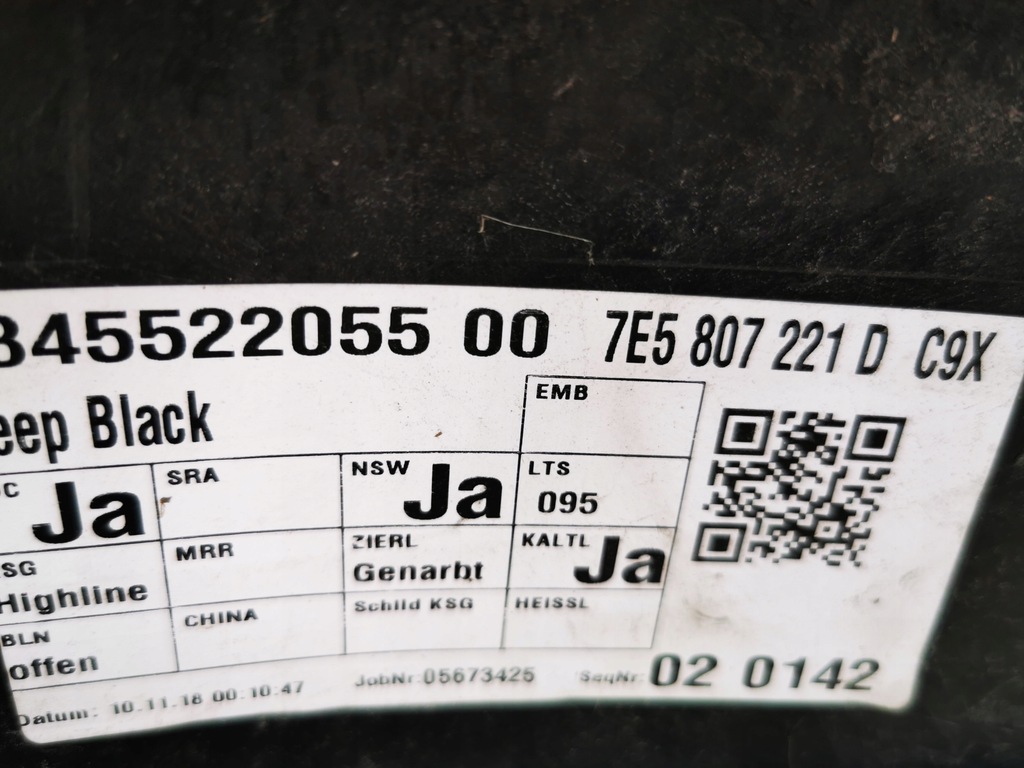 345522055 00 7E5 807 221 D C9X
eep Black
EMB
C Ja SRA NSW Ja LTS 095
SG Highline MRR ZIERL Genarbt KALTL Ja
BLN offen CHINA Schild KSG HEISSL
Datum: 10.11.18 00:10:47 JobNr:05673425 SeqNr: 02 0142